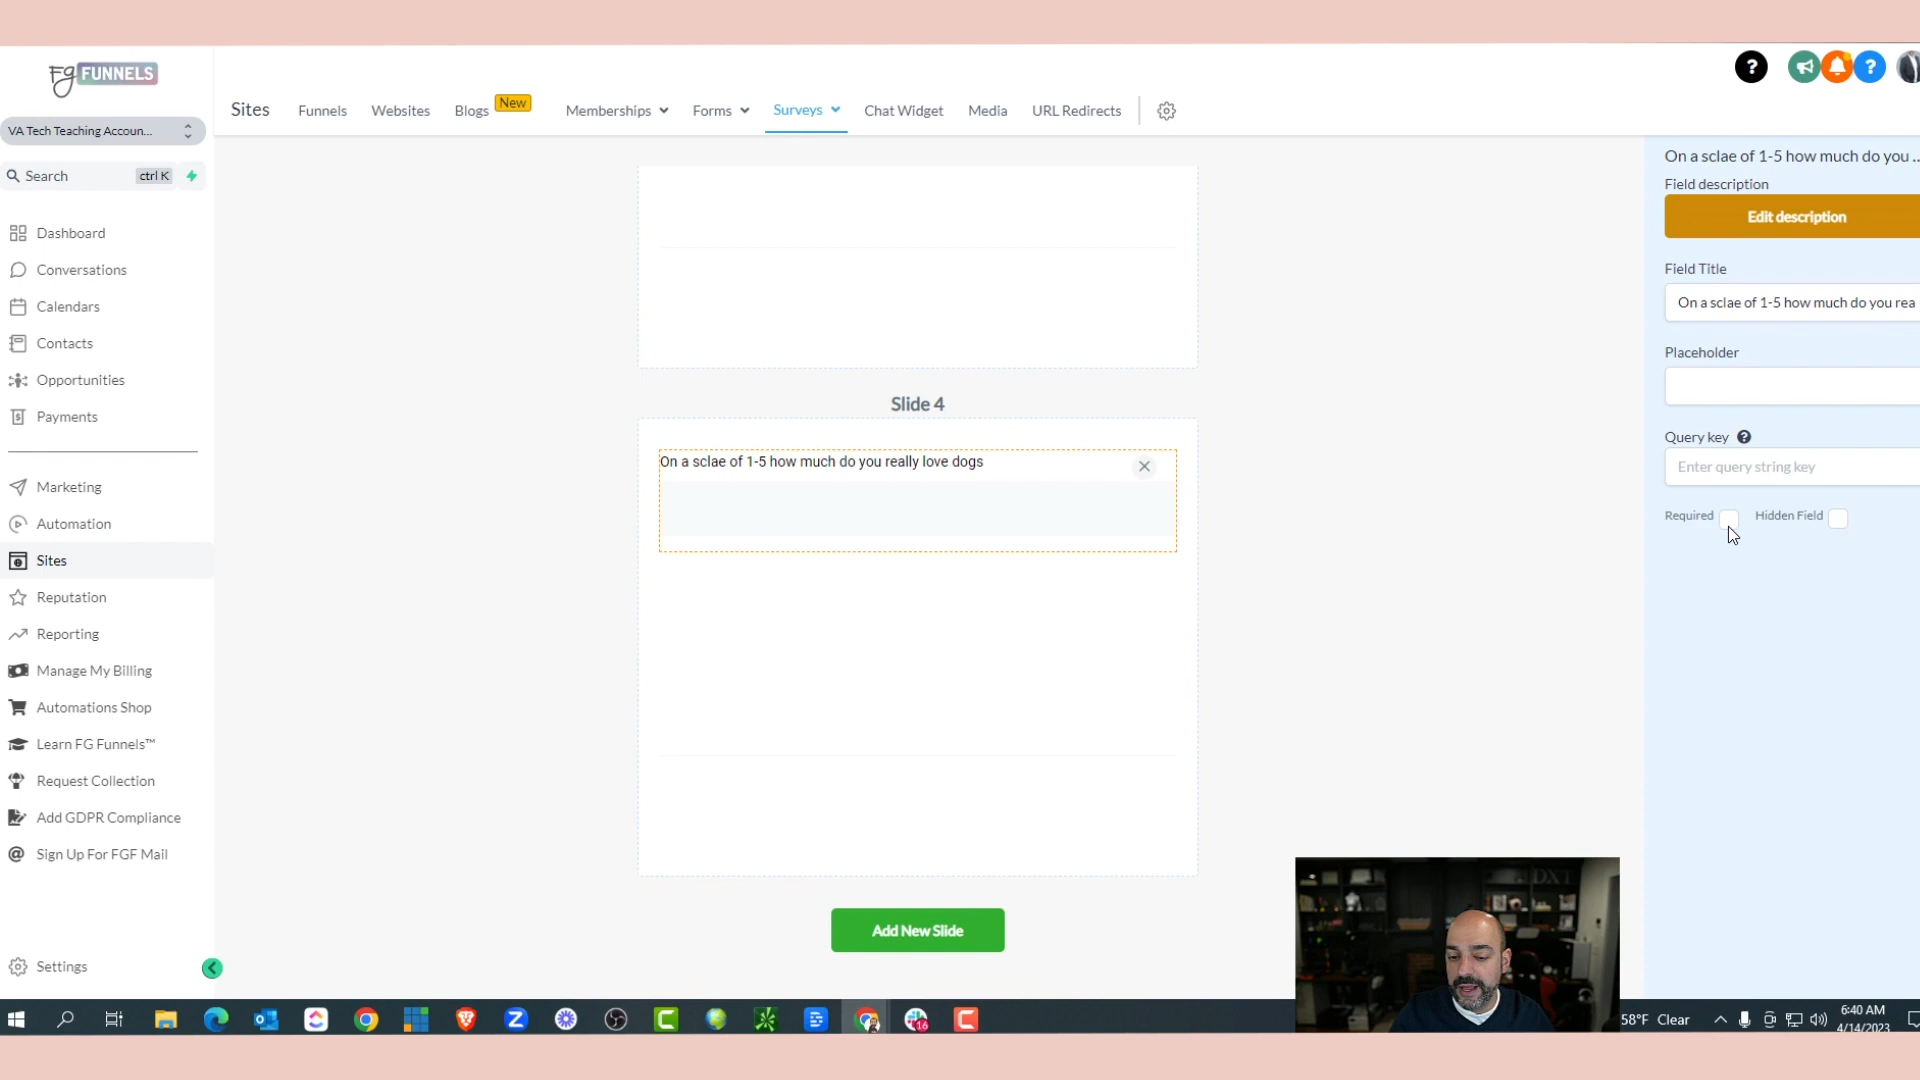 Fg FUNNELS
VA Tech Teaching Accoun...
Search ctrl K
Dashboard
Conversations
Calendars
Contacts
Opportunities
Payments
Marketing
Automation
Sites
Reputation
Reporting
Manage My Billing
Automations Shop
Learn FG Funnels™
Request Collection
Add GDPR Compliance
Sign Up For FGF Mail
Settings
Sites Funnels Websites Blogs New Memberships Forms Surveys Chat Widget Media URL Redirects
Slide 4
On a sclae of 1-5 how much do you really love dogs
Add New Slide
On a sclae of 1-5 how much do you ...
Field description
Edit description
Field Title
On a sclae of 1-5 how much do you rea
Placeholder
Query key
Enter query string key
Required Hidden Field
DXT
16
58°F Clear
6:40 AM
4/14/2023